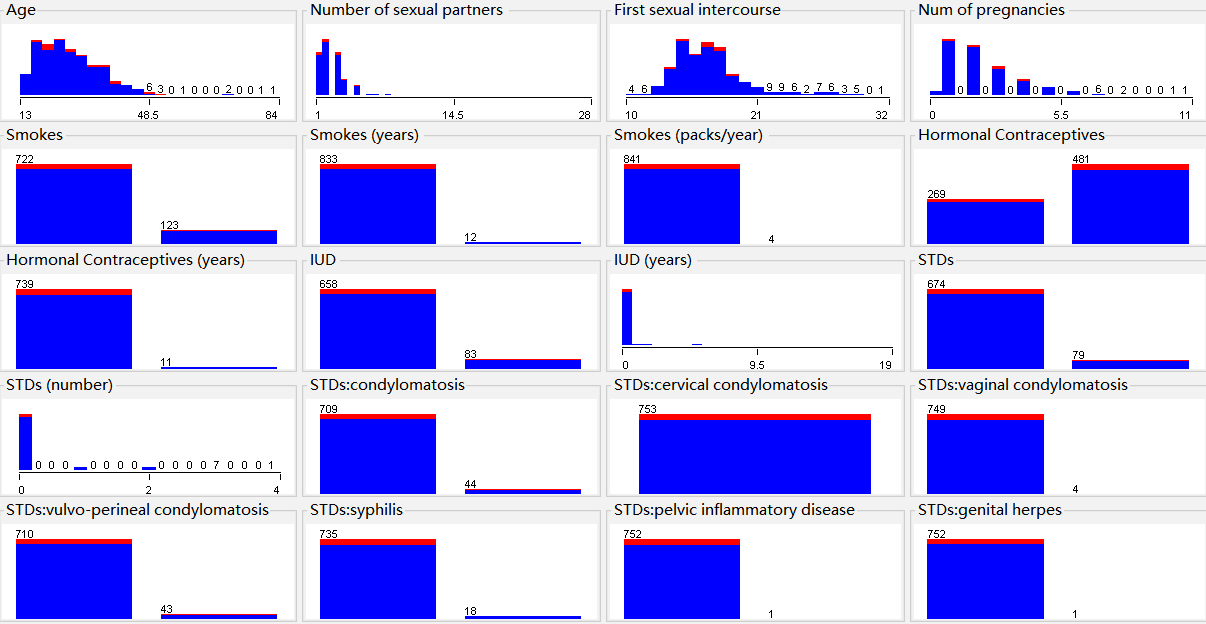 Age
6 3 0 1 0 0 0 2 0 0 1 1
13 48.5 84
Number of sexual partners
1 14.5 28
First sexual intercourse
4 6 9 9 6 2 7 6 3 5 0 1
10 21 32
Num of pregnancies
0 0 0 0 0 0 6 0 2 0 0 1 1
0 5.5 11
Smokes
722
123
Smokes (years)
833
12
Smokes (packs/year)
841
4
Hormonal Contraceptives
269
481
Hormonal Contraceptives (years)
739
11
IUD
658
83
IUD (years)
0 9.5 19
STDs
674
79
STDs (number)
0 0 0 0 0 0 0 0 0 0 0 7 0 0 0 1
0 2 4
STDs:condylomatosis
709
44
STDs:cervical condylomatosis
753
STDs:vaginal condylomatosis
749
4
STDs:vulvo-perineal condylomatosis
710
43
STDs:syphilis
735
18
STDs:pelvic inflammatory disease
752
1
STDs:genital herpes
752
1